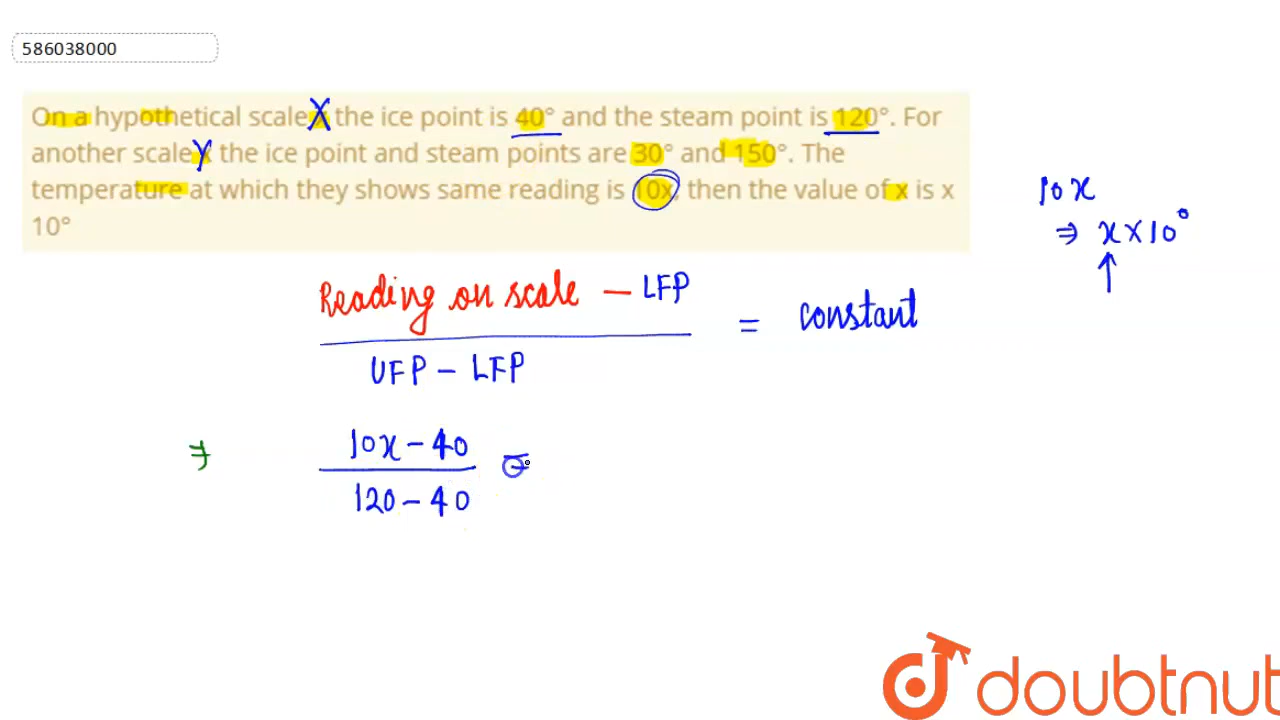 586038000
On a hypothetical scale X the ice point is 40° and the steam point is 120°. For
another scale Y the ice point and steam points are 30° and 150°. The
temperature at which they shows same reading is 10x, then the value of x is x
10°
10x
⇒ x×10°
↑
Reading on scale - LFP
UFP - LFP
= constant
⇒ 10x - 40
120 - 40
=
doubtnut